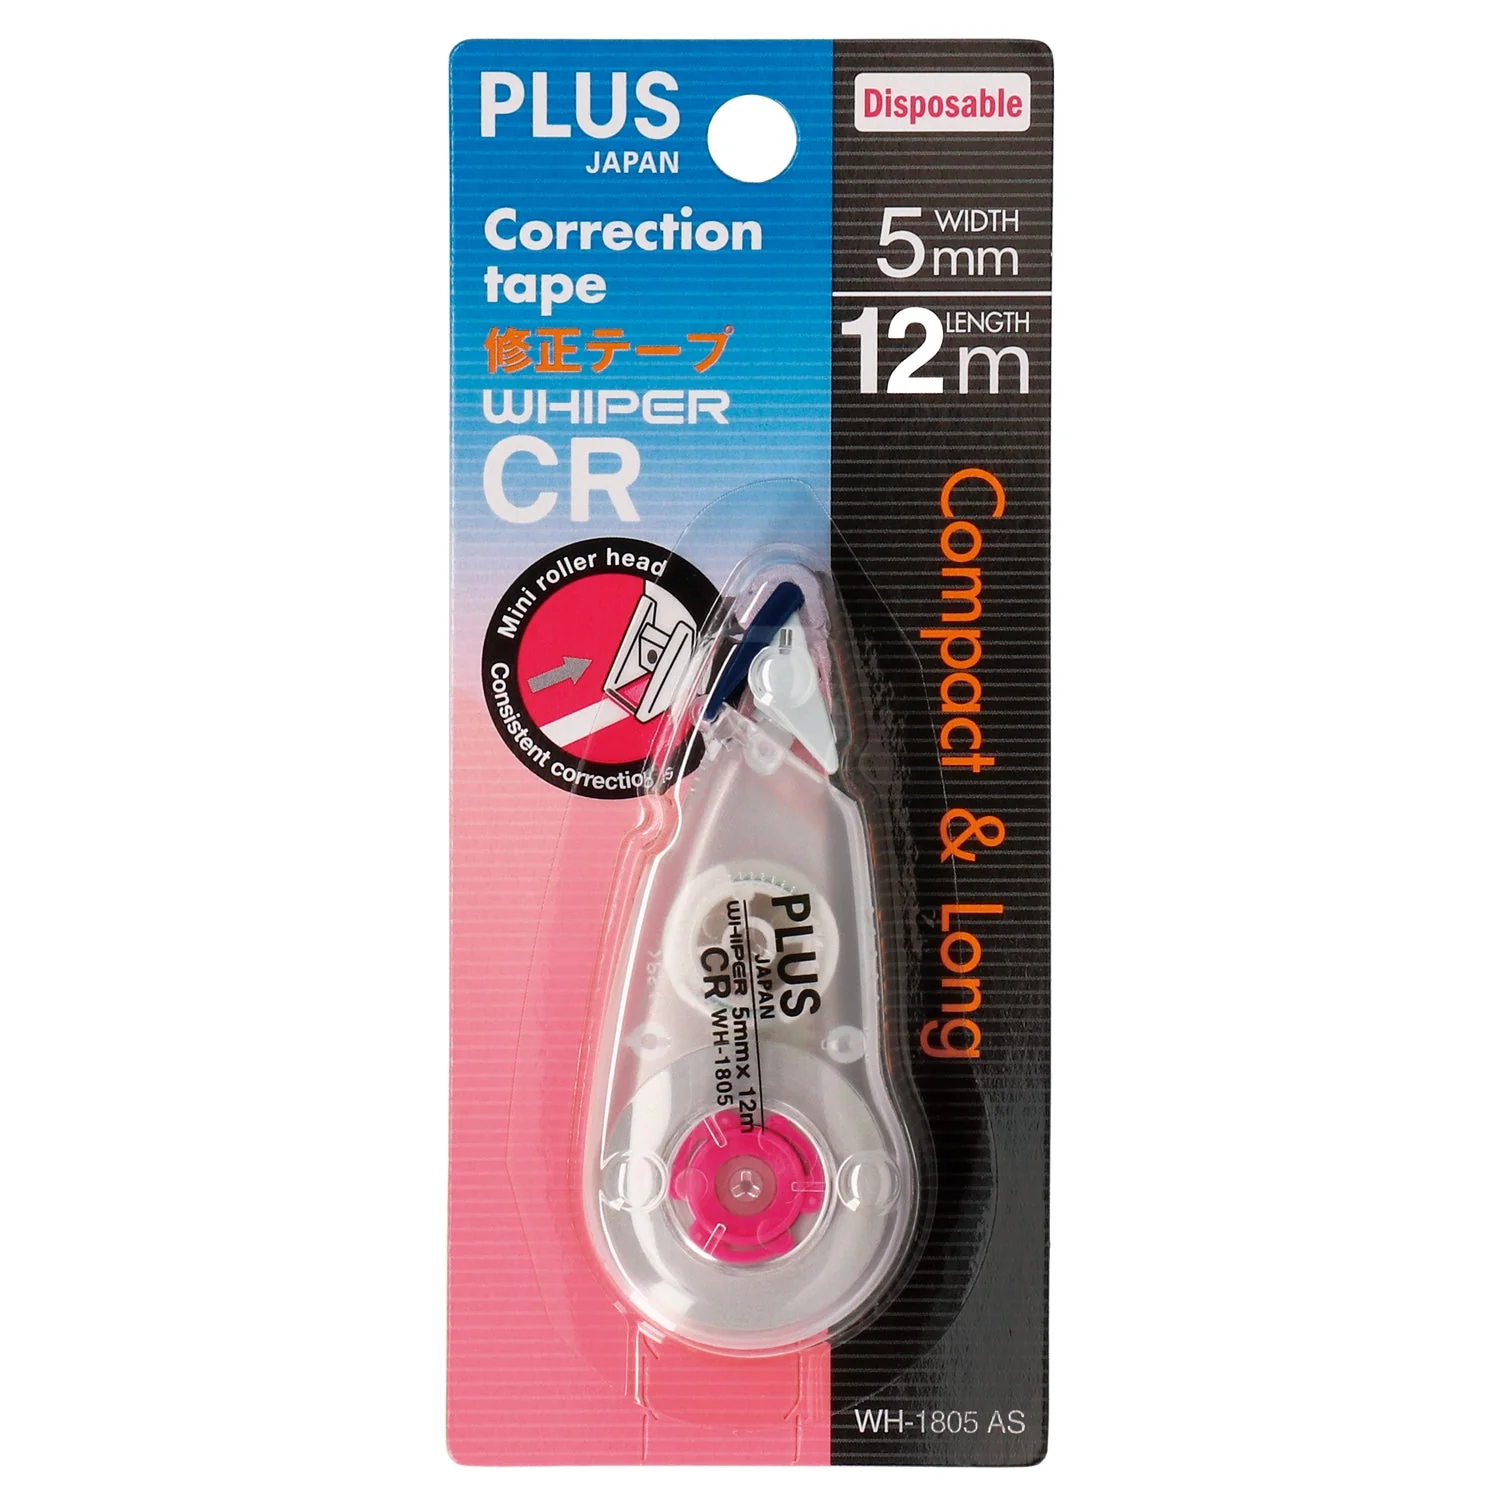 PLUS
JAPAN
Disposable
Correction
tape
修正テープ
WHIPER
CR
5 WIDTH
mm
12 LENGTH
m
Compact & Long
Mini roller head
Consistent corrections
PLUS
JAPAN
WHIPER 5mm x 12m
CR WH-1805
WH-1805 AS